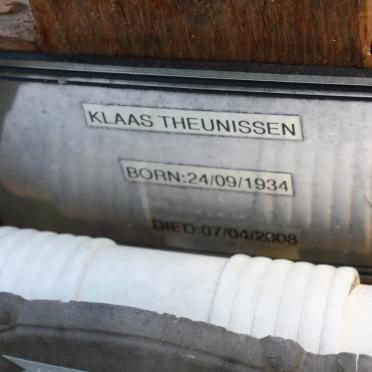 KLAAS THEUNISSEN
BORN:24/09/1934
DIED:07/04/2008